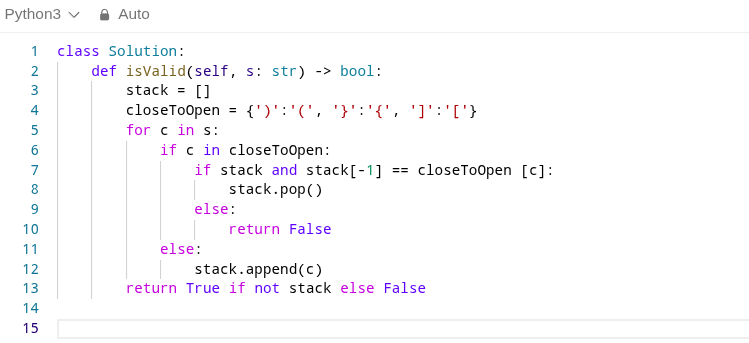 Python3 Auto
1 class Solution:
2     def isValid(self, s: str) -> bool:
3         stack = []
4         closeToOpen = {')':'(', '}':'{', ']':'['}
5         for c in s:
6             if c in closeToOpen:
7                 if stack and stack[-1] == closeToOpen [c]:
8                     stack.pop()
9                 else:
10                     return False
11             else:
12                 stack.append(c)
13         return True if not stack else False
14
15